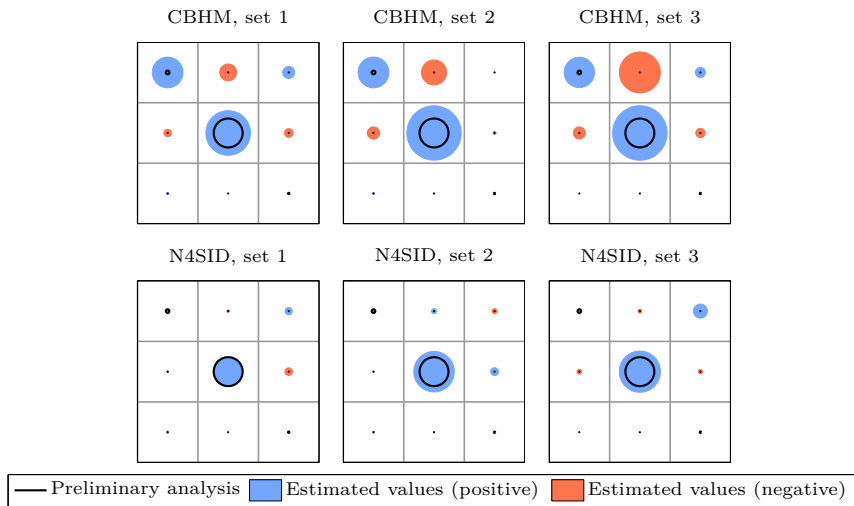 CBHM, set 1
CBHM, set 2
CBHM, set 3
N4SID, set 1
N4SID, set 2
N4SID, set 3
Preliminary analysis
Estimated values (positive)
Estimated values (negative)